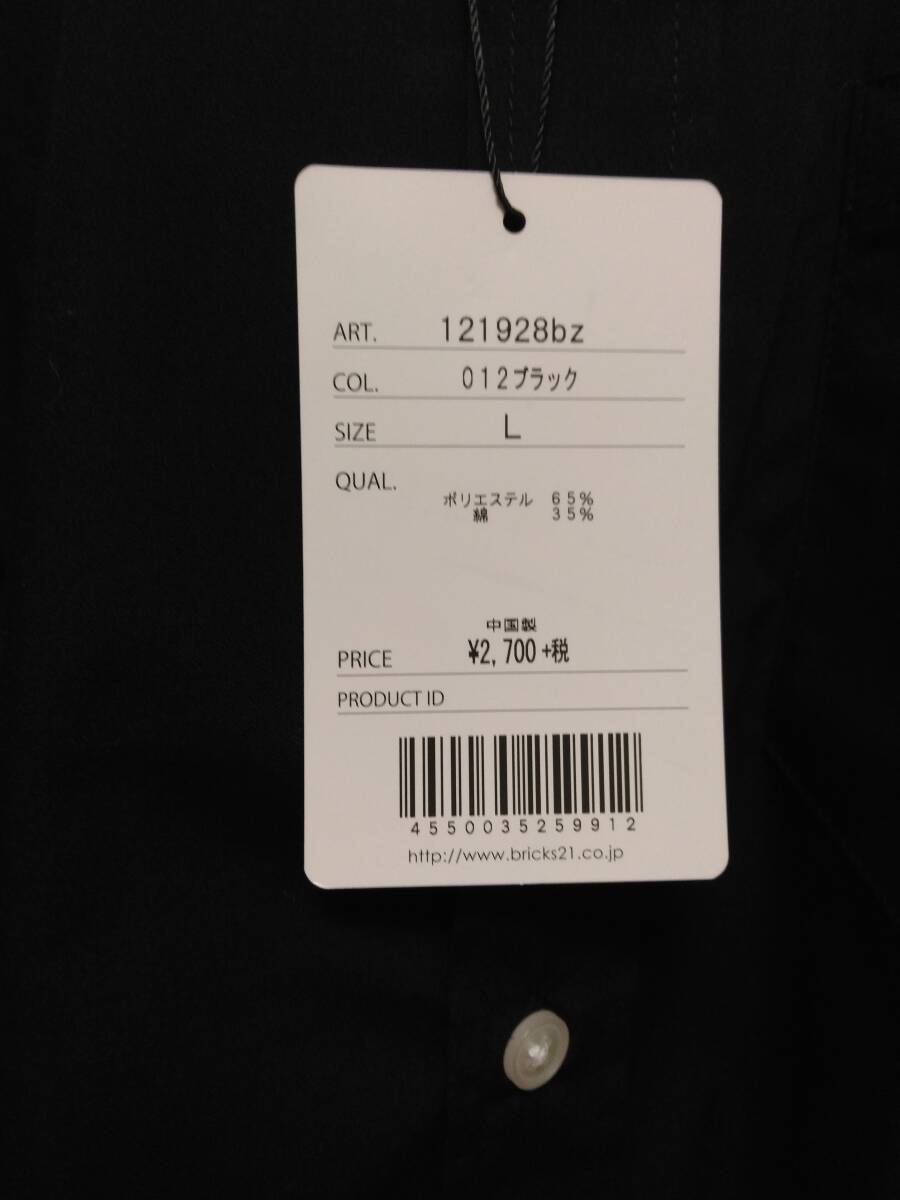 ART. 121928bz
COL. 012ブラック
SIZE L
QUAL.
ポリエステル 65%
綿 35%
中国製
PRICE ¥2,700+税
PRODUCT ID
4550035259912
http://www.bricks21.co.jp